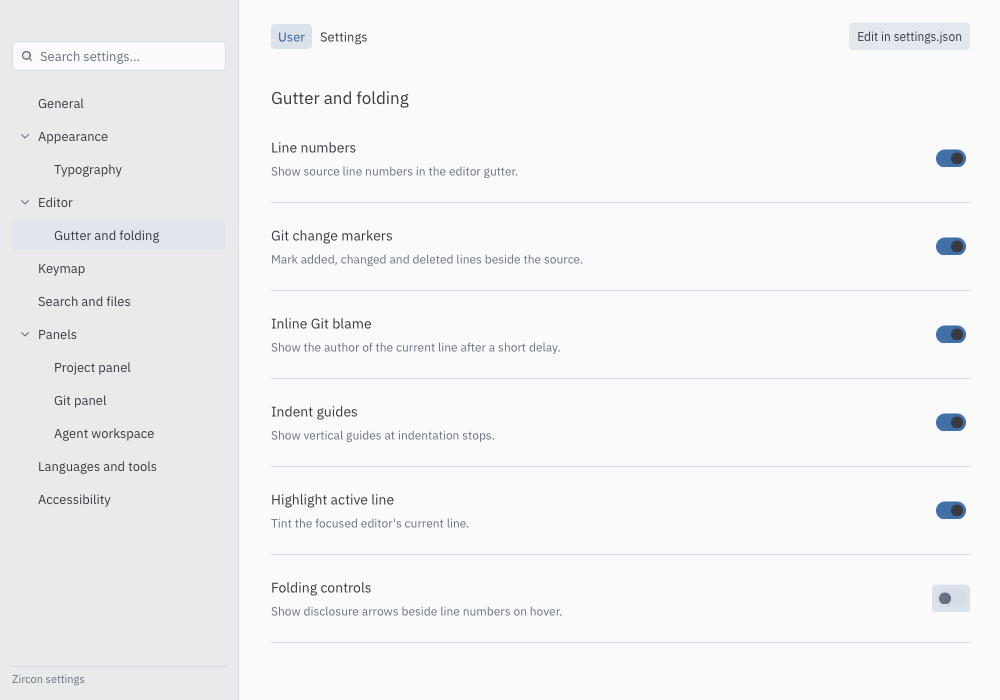 Search settings...
General
Appearance
Typography
Editor
Gutter and folding
Keymap
Search and files
Panels
Project panel
Git panel
Agent workspace
Languages and tools
Accessibility
Zircon settings
User Settings
Edit in settings.json
Gutter and folding
Line numbers
Show source line numbers in the editor gutter.
Git change markers
Mark added, changed and deleted lines beside the source.
Inline Git blame
Show the author of the current line after a short delay.
Indent guides
Show vertical guides at indentation stops.
Highlight active line
Tint the focused editor's current line.
Folding controls
Show disclosure arrows beside line numbers on hover.